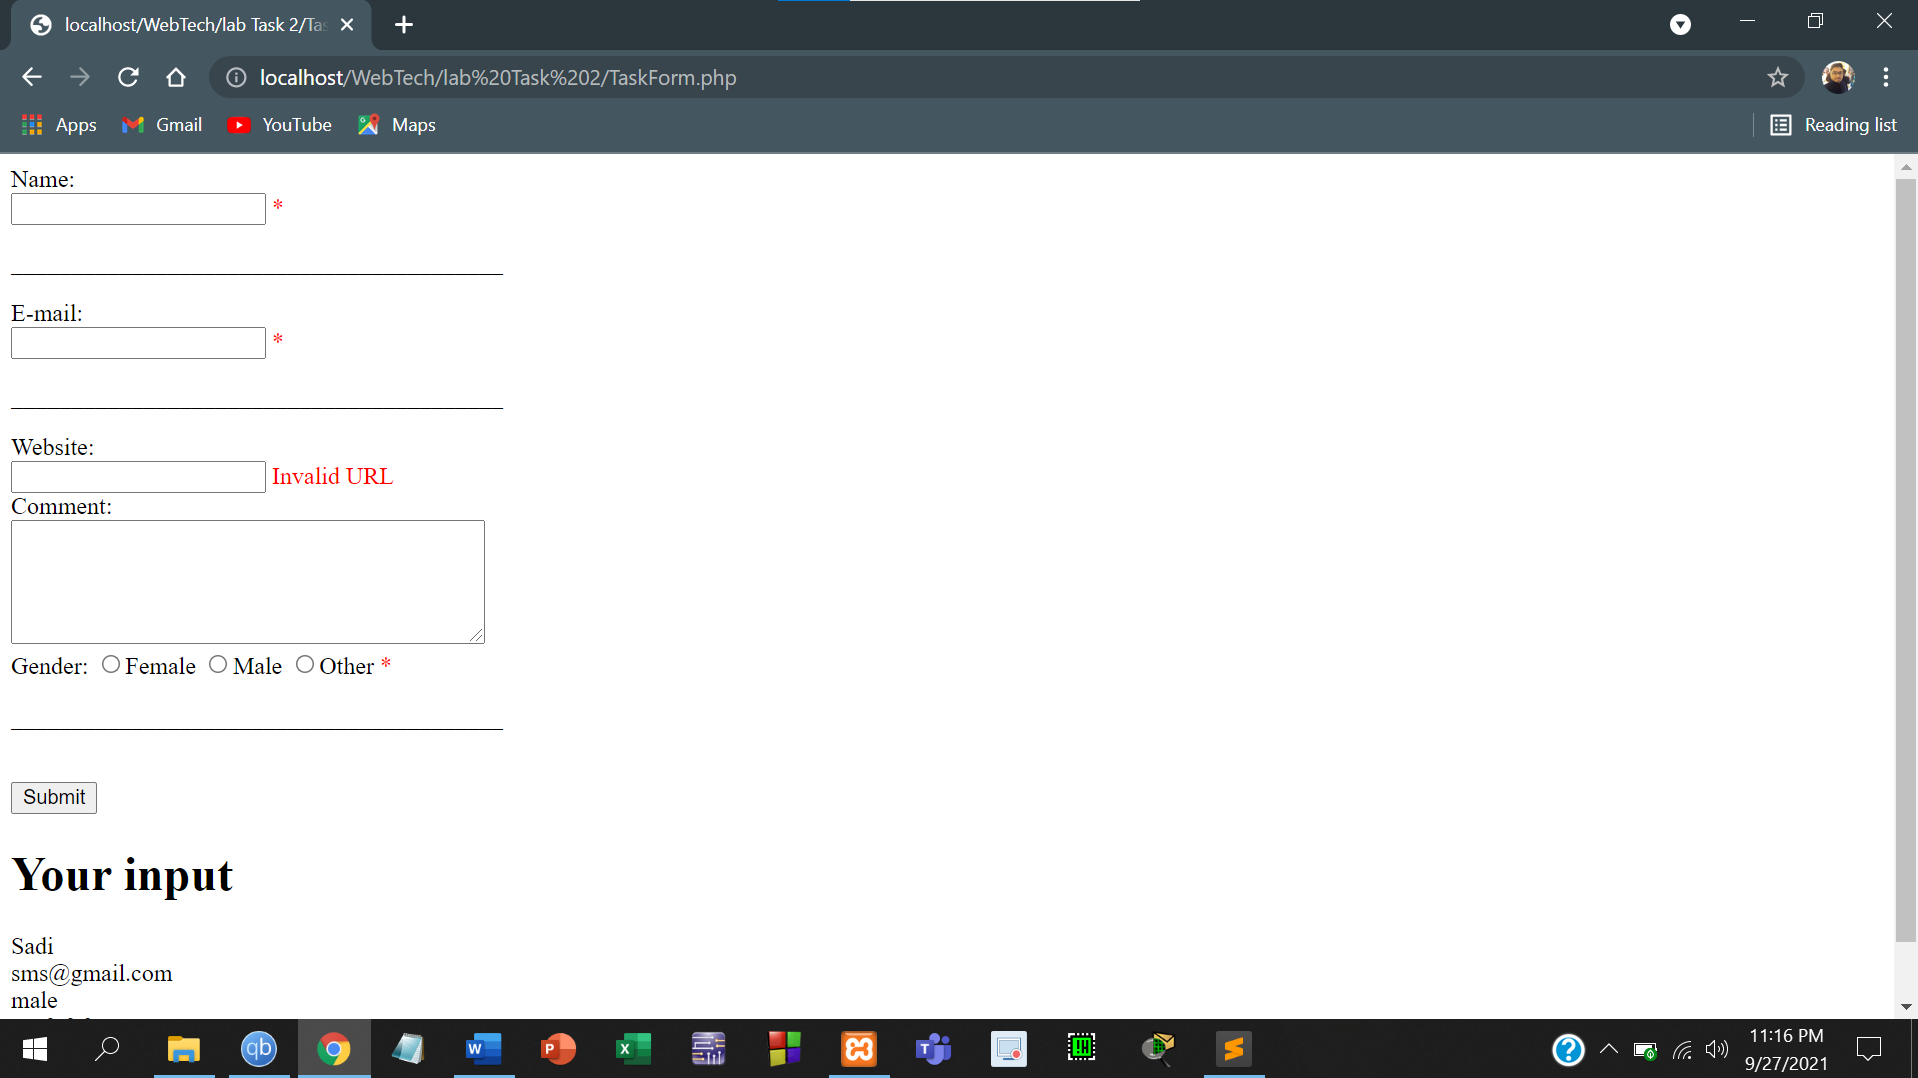 localhost/WebTech/lab Task 2/Tas
localhost/WebTech/lab%20Task%202/TaskForm.php
Apps Gmail YouTube Maps Reading list
Name:
*
E-mail:
*
Website:
Invalid URL
Comment:
Gender: Female Male Other *
Submit
Your input
Sadi
sms@gmail.com
male
11:16 PM
9/27/2021